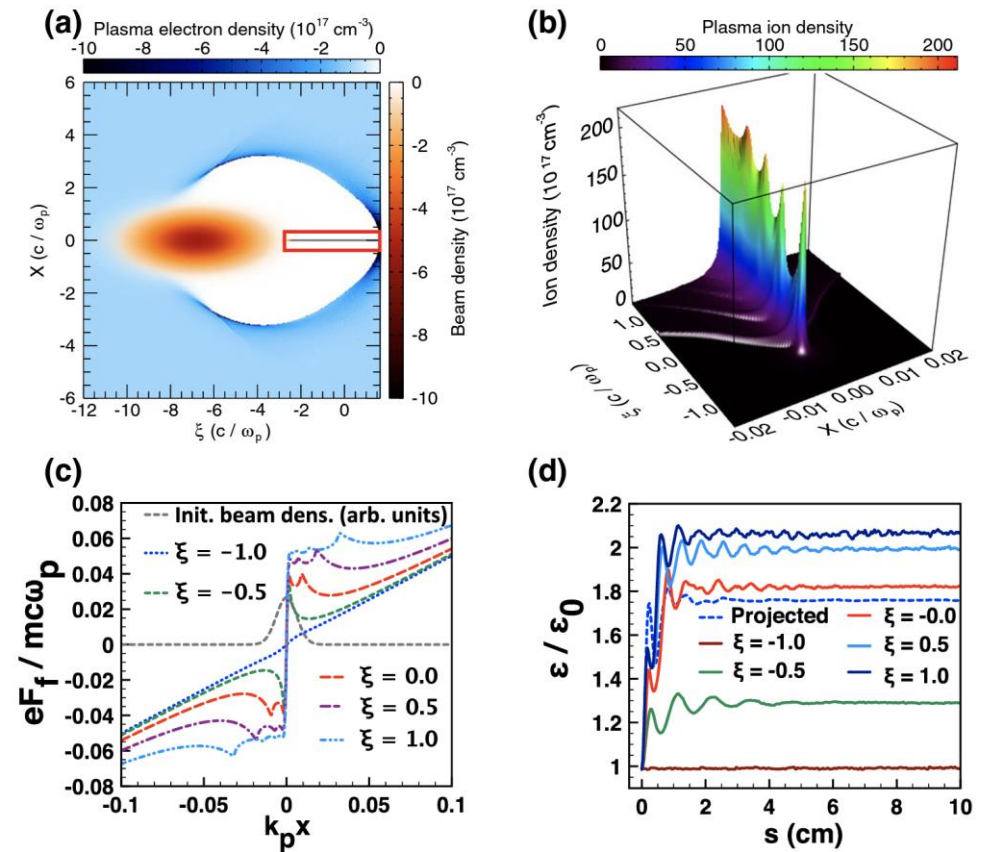 (a)
Plasma electron density (10^17 cm^-3)
-10 -8 -6 -4 -2 0
6
4
2
0
-2
-4
-6
X (c / ω_p)
-12 -10 -8 -6 -4 -2 0
ξ (c / ω_p)
0
-2
-4
-6
-8
-10
Beam density (10^17 cm^-3)
(b)
Plasma ion density
0 50 100 150 200
200
150
100
50
0
Ion density (10^17 cm^-3)
1.0
0.5
0.0
-0.5
-1.0
ξ (c / ω_p)
-0.02 -0.01 0.00 0.01 0.02
X (c / ω_p)
(c)
0.08
0.06
0.04
0.02
0
-0.02
-0.04
-0.06
-0.08
eF_f / mcω_p
Init. beam dens. (arb. units)
ξ = −1.0
ξ = −0.5
ξ = 0.0
ξ = 0.5
ξ = 1.0
-0.1 -0.05 0 0.05 0.1
k_p x
(d)
2.2
2
1.8
1.6
1.4
1.2
1
ε / ε_0
Projected
ξ = -1.0
ξ = -0.5
ξ = -0.0
ξ = 0.5
ξ = 1.0
0 2 4 6 8 10
s (cm)